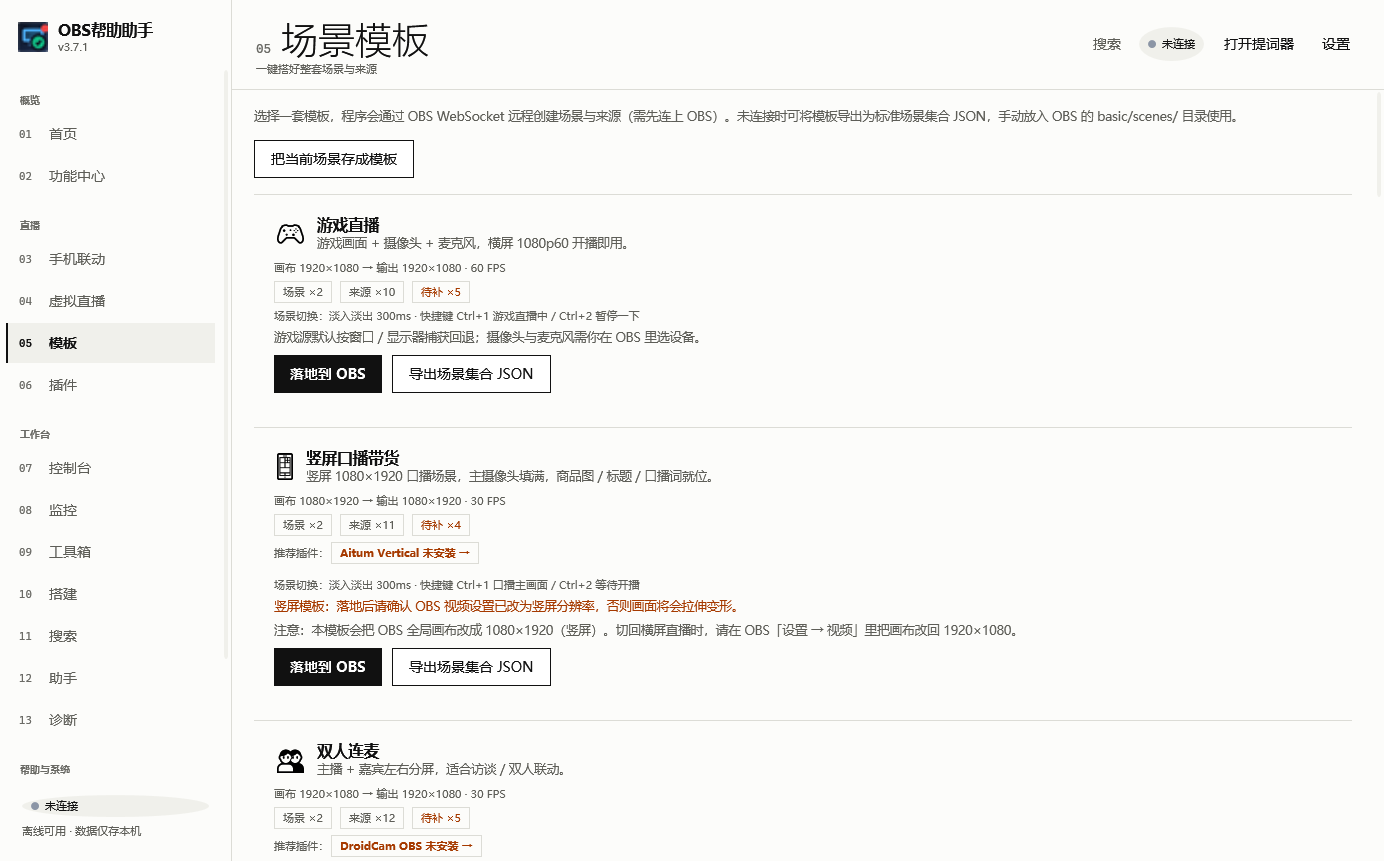 OBS帮助助手
v3.7.1
概览
01 首页
02 功能中心
直播
03 手机联动
04 虚拟直播
05 模板
06 插件
工作台
07 控制台
08 监控
09 工具箱
10 搭建
11 搜索
12 助手
13 诊断
帮助与系统
未连接
离线可用 · 数据仅存本机
05 场景模板
一键搭好整套场景与来源
搜索 未连接 打开提词器 设置
选择一套模板，程序会通过 OBS WebSocket 远程创建场景与来源（需先连上 OBS）。未连接时可将模板导出为标准场景集合 JSON，手动放入 OBS 的 basic/scenes/ 目录使用。
把当前场景存成模板
游戏直播
游戏画面 + 摄像头 + 麦克风，横屏 1080p60 开播即用。
画布 1920×1080 → 输出 1920×1080 · 60 FPS
场景 ×2 来源 ×10 待补 ×5
场景切换：淡入淡出 300ms · 快捷键 Ctrl+1 游戏直播中 / Ctrl+2 暂停一下
游戏源默认按窗口 / 显示器捕获回退；摄像头与麦克风需你在 OBS 里选设备。
落地到 OBS 导出场景集合 JSON
竖屏口播带货
竖屏 1080×1920 口播场景，主摄像头填满，商品图 / 标题 / 口播词就位。
画布 1080×1920 → 输出 1080×1920 · 30 FPS
场景 ×2 来源 ×11 待补 ×4
推荐插件： Aitum Vertical 未安装 →
场景切换：淡入淡出 300ms · 快捷键 Ctrl+1 口播主画面 / Ctrl+2 等待开播
竖屏模板：落地后请确认 OBS 视频设置已改为竖屏分辨率，否则画面将会拉伸变形。
注意：本模板会把 OBS 全局画布改成 1080×1920（竖屏）。切回横屏直播时，请在 OBS「设置 → 视频」里把画布改回 1920×1080。
落地到 OBS 导出场景集合 JSON
双人连麦
主播 + 嘉宾左右分屏，适合访谈 / 双人联动。
画布 1920×1080 → 输出 1920×1080 · 30 FPS
场景 ×2 来源 ×12 待补 ×5
推荐插件： DroidCam OBS 未安装 →